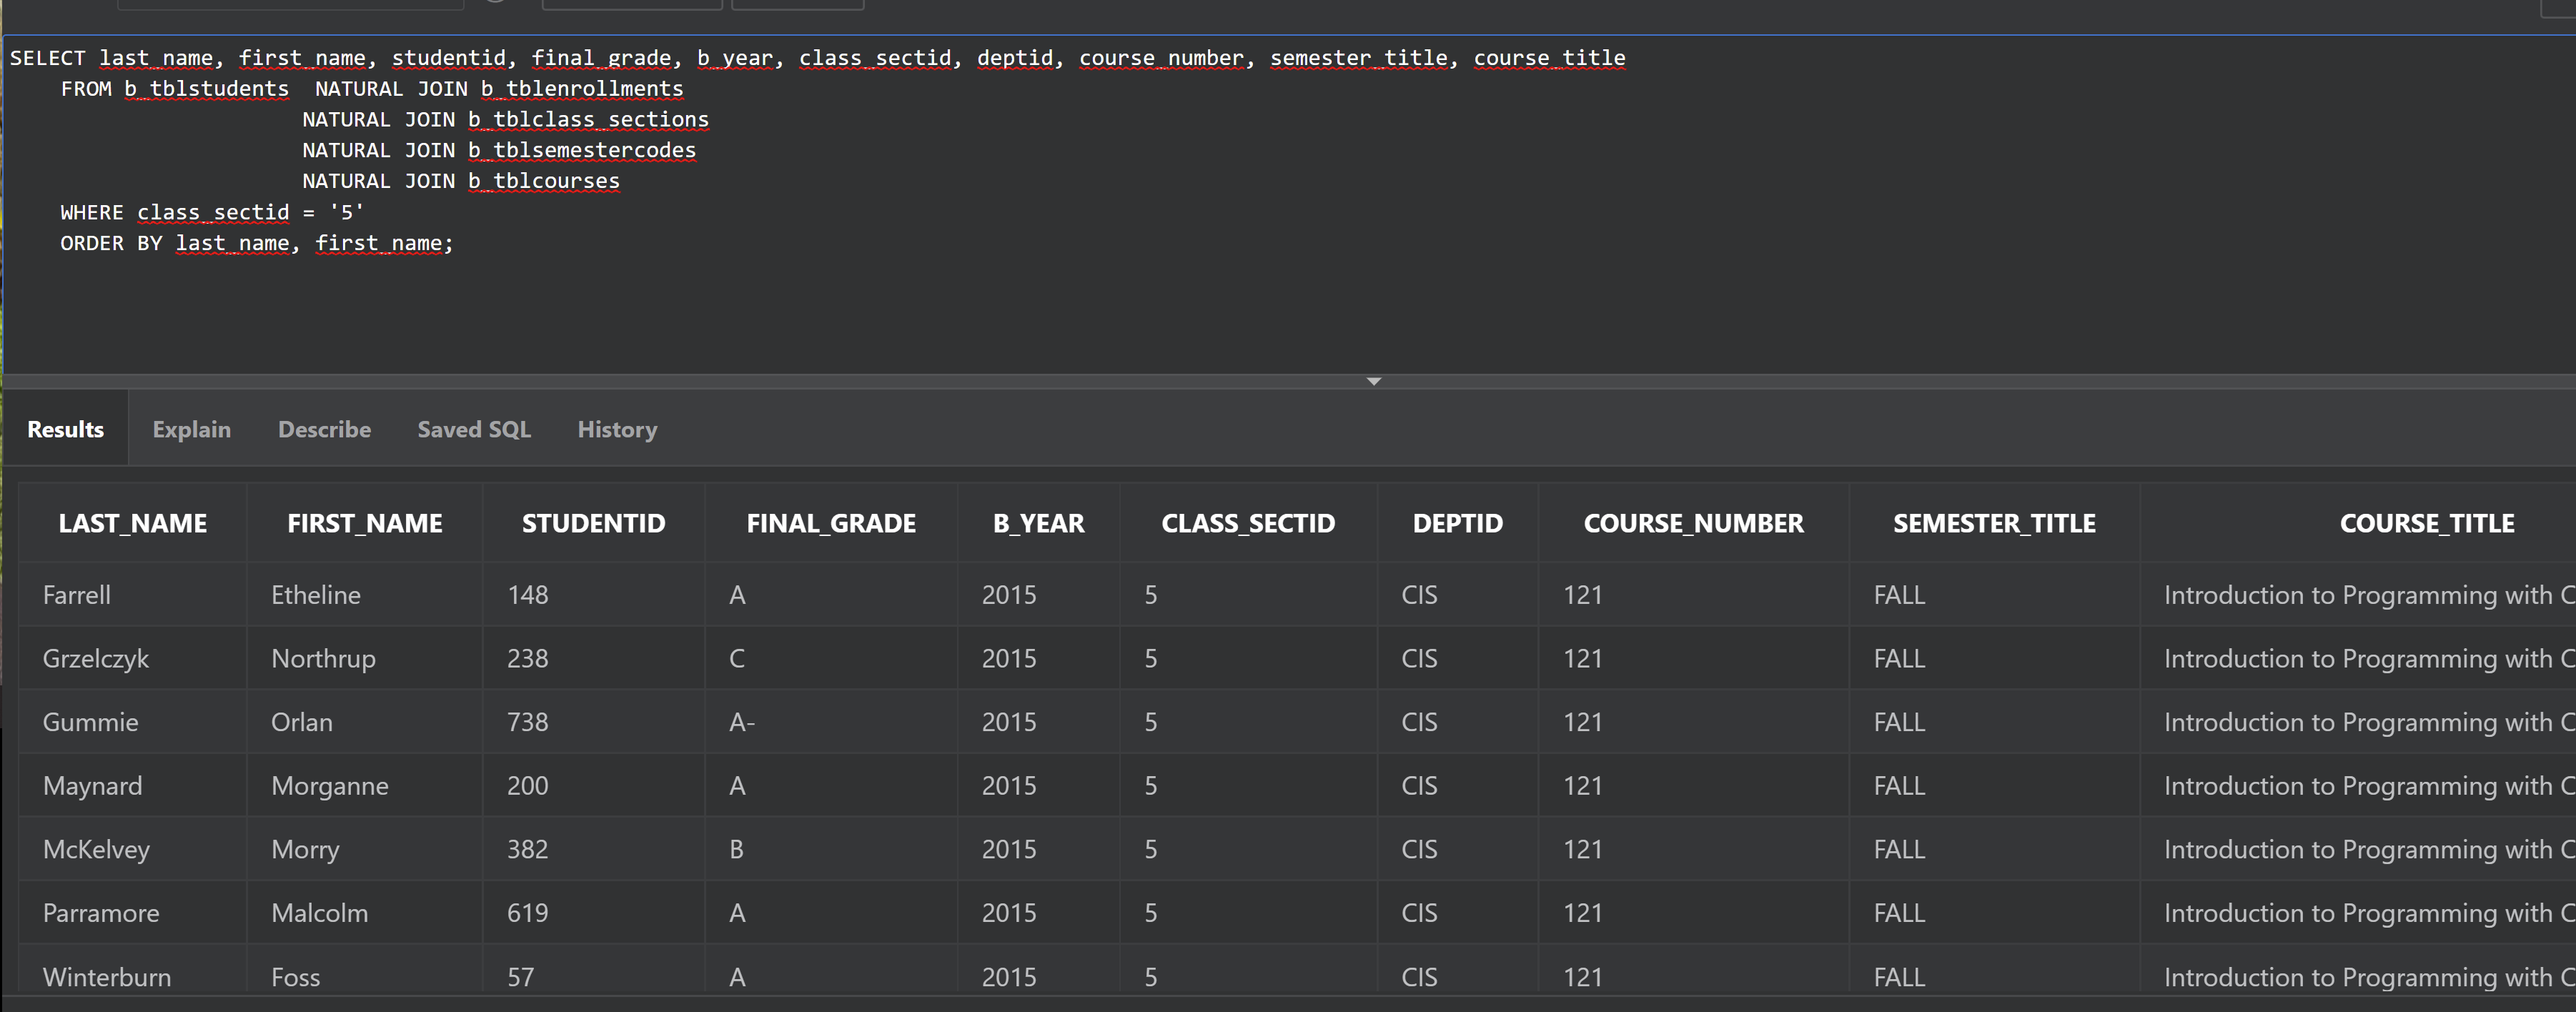 SELECT last_name, first_name, studentid, final_grade, b_year, class_sectid, deptid, course_number, semester_title, course_title
FROM b_tblstudents NATURAL JOIN b_tblenrollments
NATURAL JOIN b_tblclass_sections
NATURAL JOIN b_tblsemestercodes
NATURAL JOIN b_tblcourses
WHERE class_sectid = '5'
ORDER BY last_name, first_name;
Results Explain Describe Saved SQL History
LAST_NAME FIRST_NAME STUDENTID FINAL_GRADE B_YEAR CLASS_SECTID DEPTID COURSE_NUMBER SEMESTER_TITLE COURSE_TITLE
Farrell Etheline 148 A 2015 5 CIS 121 FALL Introduction to Programming with C
Grzelczyk Northrup 238 C 2015 5 CIS 121 FALL Introduction to Programming with C
Gummie Orlan 738 A- 2015 5 CIS 121 FALL Introduction to Programming with C
Maynard Morganne 200 A 2015 5 CIS 121 FALL Introduction to Programming with C
McKelvey Morry 382 B 2015 5 CIS 121 FALL Introduction to Programming with C
Parramore Malcolm 619 A 2015 5 CIS 121 FALL Introduction to Programming with C
Winterburn Foss 57 A 2015 5 CIS 121 FALL Introduction to Programming with C